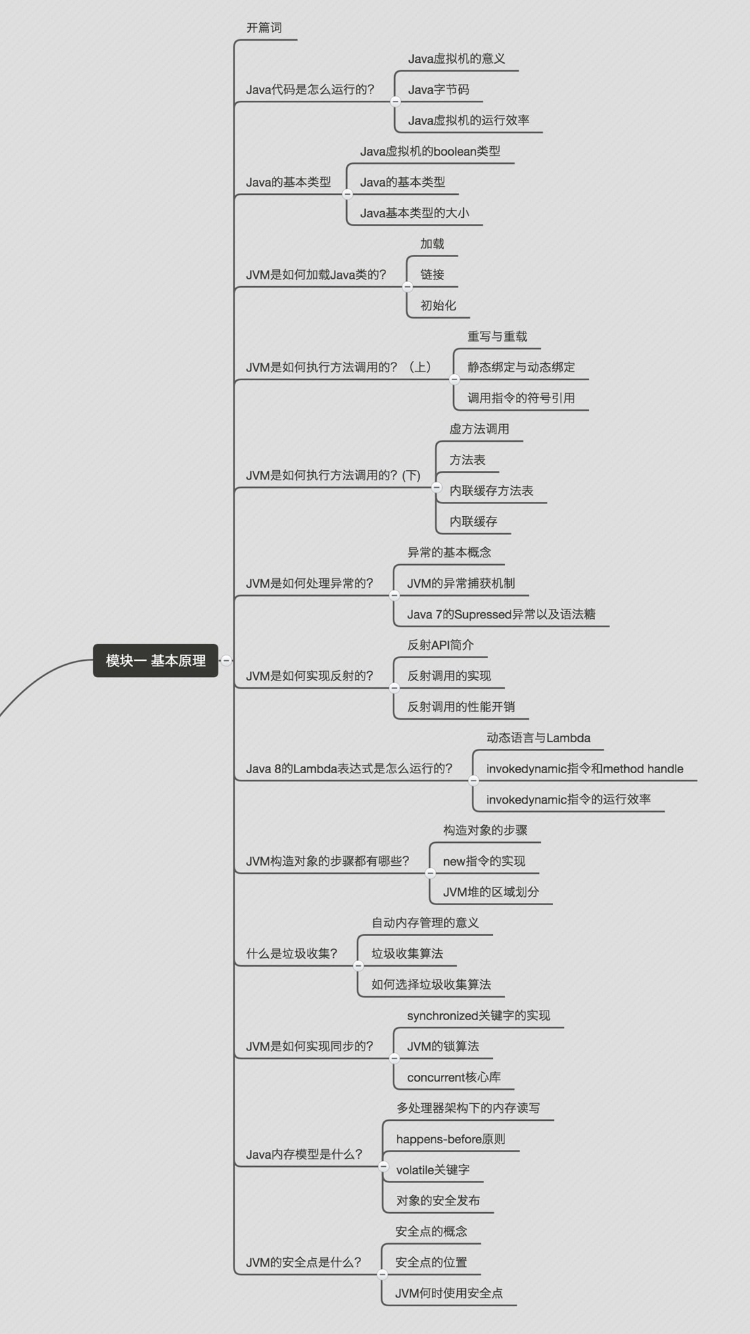 开篇词
Java代码是怎么运行的?
Java虚拟机的意义
Java字节码
Java虚拟机的运行效率
Java的基本类型
Java虚拟机的boolean类型
Java的基本类型
Java基本类型的大小
JVM是如何加载Java类的?
加载
链接
初始化
JVM是如何执行方法调用的?（上）
重写与重载
静态绑定与动态绑定
调用指令的符号引用
JVM是如何执行方法调用的? (下)
虚方法调用
方法表
内联缓存方法表
内联缓存
JVM是如何处理异常的?
异常的基本概念
JVM的异常捕获机制
Java 7的Supressed异常以及语法糖
模块一 基本原理
JVM是如何实现反射的?
反射API简介
反射调用的实现
反射调用的性能开销
Java 8的Lambda表达式是怎么运行的?
动态语言与Lambda
invokedynamic指令和method handle
invokedynamic指令的运行效率
JVM构造对象的步骤都有哪些?
构造对象的步骤
new指令的实现
JVM堆的区域划分
什么是垃圾收集?
自动内存管理的意义
垃圾收集算法
如何选择垃圾收集算法
JVM是如何实现同步的?
synchronized关键字的实现
JVM的锁算法
concurrent核心库
Java内存模型是什么?
多处理器架构下的内存读写
happens-before原则
volatile关键字
对象的安全发布
JVM的安全点是什么?
安全点的概念
安全点的位置
JVM何时使用安全点